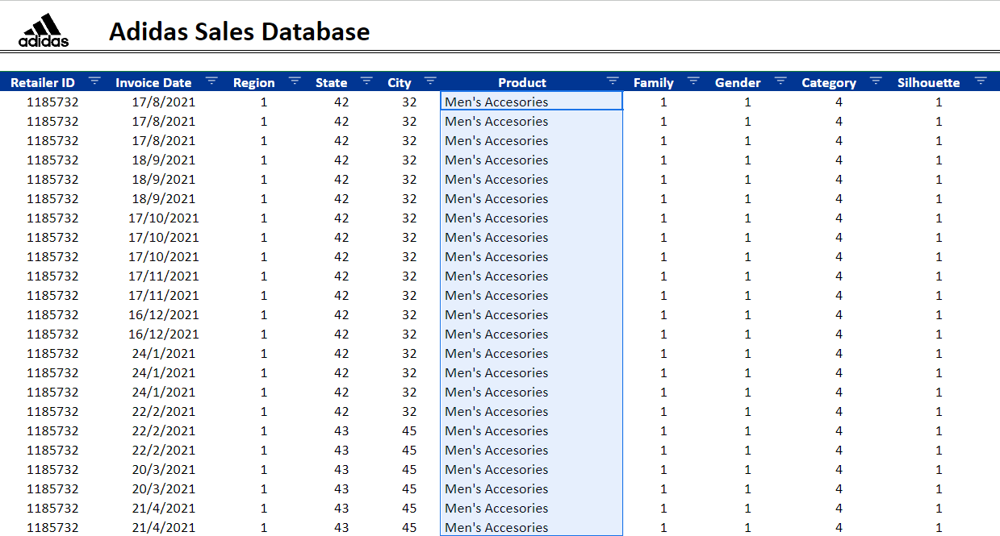 adidas
Adidas Sales Database
Retailer ID Invoice Date Region State City Product Family Gender Category Silhouette
1185732 17/8/2021 1 42 32 Men's Accesories 1 1 4 1
1185732 17/8/2021 1 42 32 Men's Accesories 1 1 4 1
1185732 17/8/2021 1 42 32 Men's Accesories 1 1 4 1
1185732 18/9/2021 1 42 32 Men's Accesories 1 1 4 1
1185732 18/9/2021 1 42 32 Men's Accesories 1 1 4 1
1185732 18/9/2021 1 42 32 Men's Accesories 1 1 4 1
1185732 17/10/2021 1 42 32 Men's Accesories 1 1 4 1
1185732 17/10/2021 1 42 32 Men's Accesories 1 1 4 1
1185732 17/10/2021 1 42 32 Men's Accesories 1 1 4 1
1185732 17/11/2021 1 42 32 Men's Accesories 1 1 4 1
1185732 17/11/2021 1 42 32 Men's Accesories 1 1 4 1
1185732 16/12/2021 1 42 32 Men's Accesories 1 1 4 1
1185732 16/12/2021 1 42 32 Men's Accesories 1 1 4 1
1185732 24/1/2021 1 42 32 Men's Accesories 1 1 4 1
1185732 24/1/2021 1 42 32 Men's Accesories 1 1 4 1
1185732 24/1/2021 1 42 32 Men's Accesories 1 1 4 1
1185732 22/2/2021 1 42 32 Men's Accesories 1 1 4 1
1185732 22/2/2021 1 43 45 Men's Accesories 1 1 4 1
1185732 22/2/2021 1 43 45 Men's Accesories 1 1 4 1
1185732 20/3/2021 1 43 45 Men's Accesories 1 1 4 1
1185732 20/3/2021 1 43 45 Men's Accesories 1 1 4 1
1185732 21/4/2021 1 43 45 Men's Accesories 1 1 4 1
1185732 21/4/2021 1 43 45 Men's Accesories 1 1 4 1